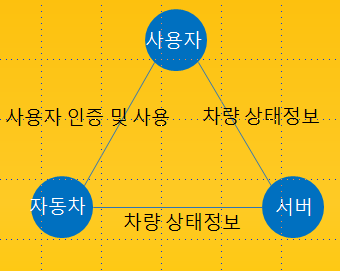 사용자
사용자 인증 및 사용
차량 상태정보
자동차
차량 상태정보
서버